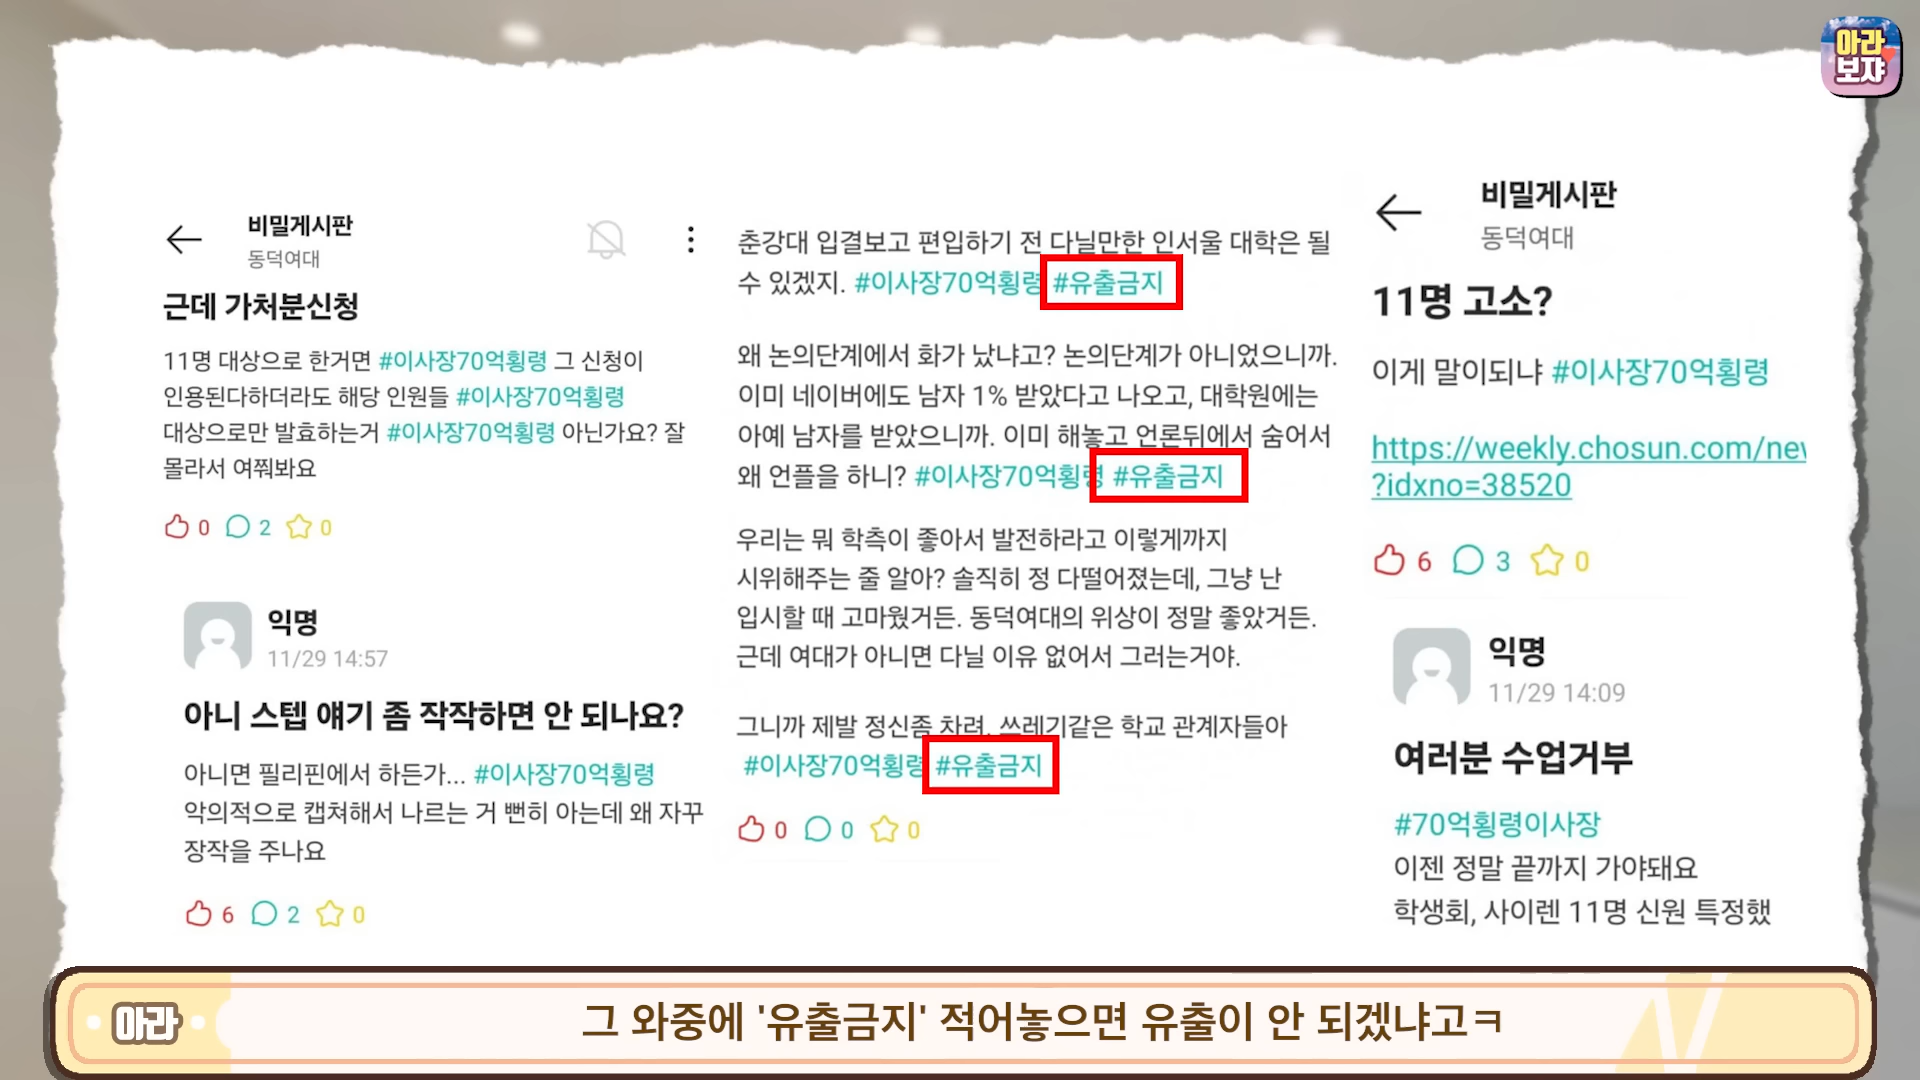 아라
보쟈
비밀게시판
동덕여대
근데 가처분신청
11명 대상으로 한거면 #이사장70억횡령 그 신청이
인용된다하더라도 해당 인원들 #이사장70억횡령
대상으로만 발효하는거 #이사장70억횡령 아닌가요? 잘
몰라서 여쭤봐요
0 2 0
익명
11/29 14:57
아니 스텝 얘기 좀 작작하면 안 되나요?
아니면 필리핀에서 하든가... #이사장70억횡령
악의적으로 캡쳐해서 나르는 거 뻔히 아는데 왜 자꾸
장작을 주나요
6 2 0
춘강대 입결보고 편입하기 전 다닐만한 인서울 대학은 될
수 있겠지. #이사장70억횡령 #유출금지
왜 논의단계에서 화가 났냐고? 논의단계가 아니었으니까.
이미 네이버에도 남자 1% 받았다고 나오고, 대학원에는
아예 남자를 받았으니까. 이미 해놓고 언론뒤에서 숨어서
왜 언플을 하니? #이사장70억횡령 #유출금지
우리는 뭐 학측이 좋아서 발전하라고 이렇게까지
시위해주는 줄 알아? 솔직히 정 다떨어졌는데, 그냥 난
입시할 때 고마웠거든. 동덕여대의 위상이 정말 좋았거든.
근데 여대가 아니면 다닐 이유 없어서 그러는거야.
그니까 제발 정신좀 차려. 쓰레기같은 학교 관계자들아
#이사장70억횡령 #유출금지
0 0 0
비밀게시판
동덕여대
11명 고소?
이게 말이되냐 #이사장70억횡령
https://weekly.chosun.com/nev
?idxno=38520
6 3 0
익명
11/29 14:09
여러분 수업거부
#70억횡령이사장
이젠 정말 끝까지 가야돼요
학생회, 사이렌 11명 신원 특정했
아라
그 와중에 '유출금지' 적어놓으면 유출이 안 되겠냐고ㅋ